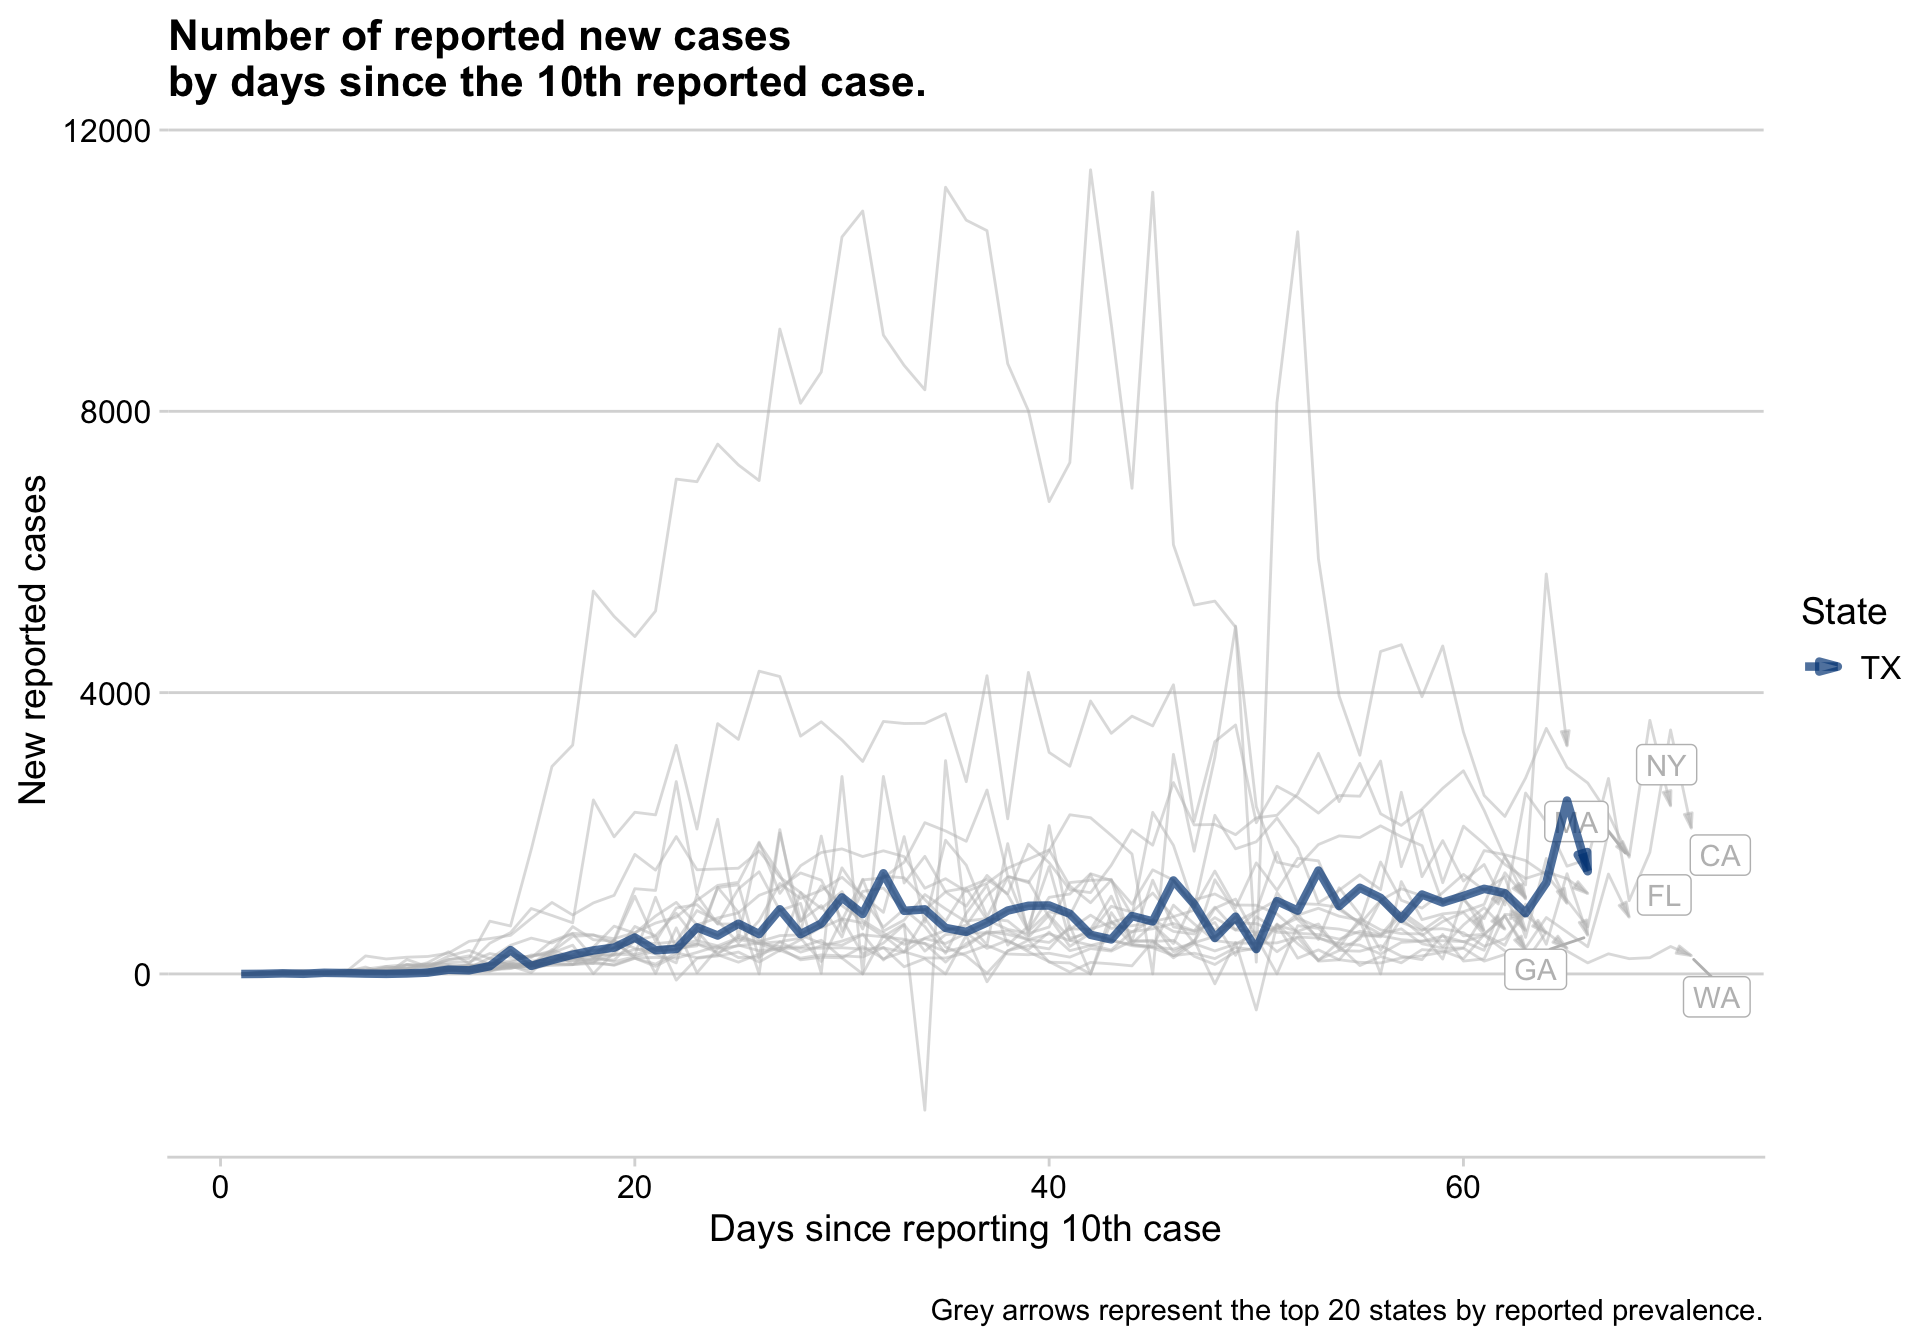 Number of reported new cases
by days since the 10th reported case.
12000
8000
4000
0
New reported cases
NY
CA
FL
GA
WA
0
20
40
60
Days since reporting 10th case
State
TX
Grey arrows represent the top 20 states by reported prevalence.